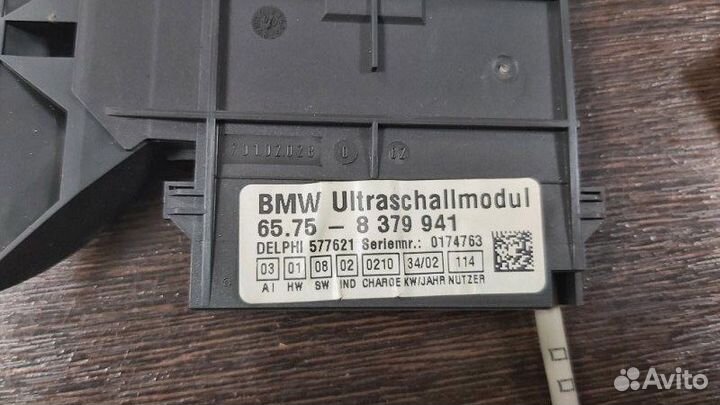 BMW Ultraschallmodul
65.75 - 8 379 941
DELPHI 577621 Seriennr.: 0174763
03 01 08 02 0210 34/02 114
AI HW SW IND CHARGE KW/JAHR NUTZER
Avito